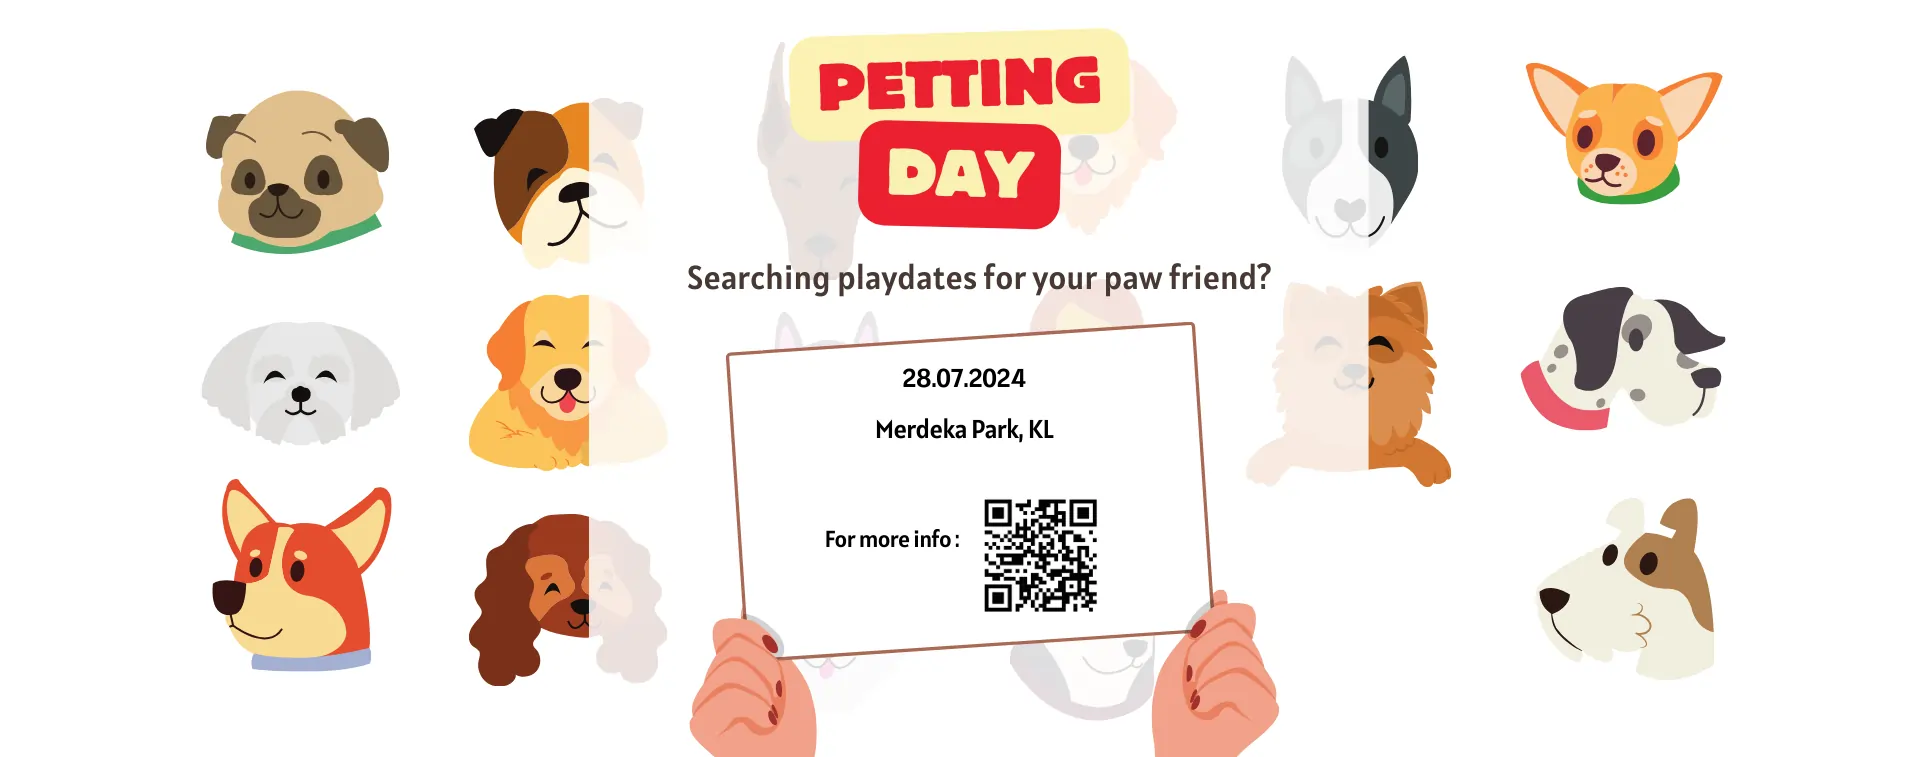 PETTING
DAY
Searching playdates for your paw friend?
28.07.2024
Merdeka Park, KL
For more info :